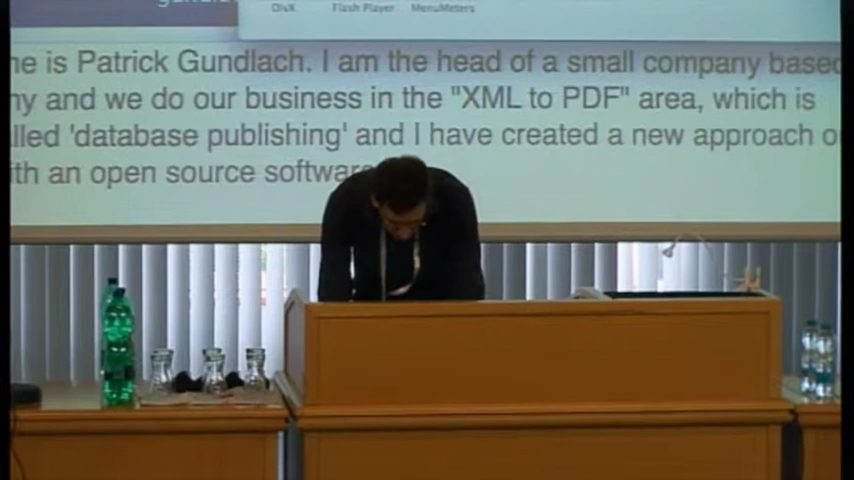 DivX Flash Player MenuMeters
ne is Patrick Gundlach. I am the head of a small company based
ny and we do our business in the "XML to PDF" area, which is
lled 'database publishing' and I have created a new approach o
ith an open source software